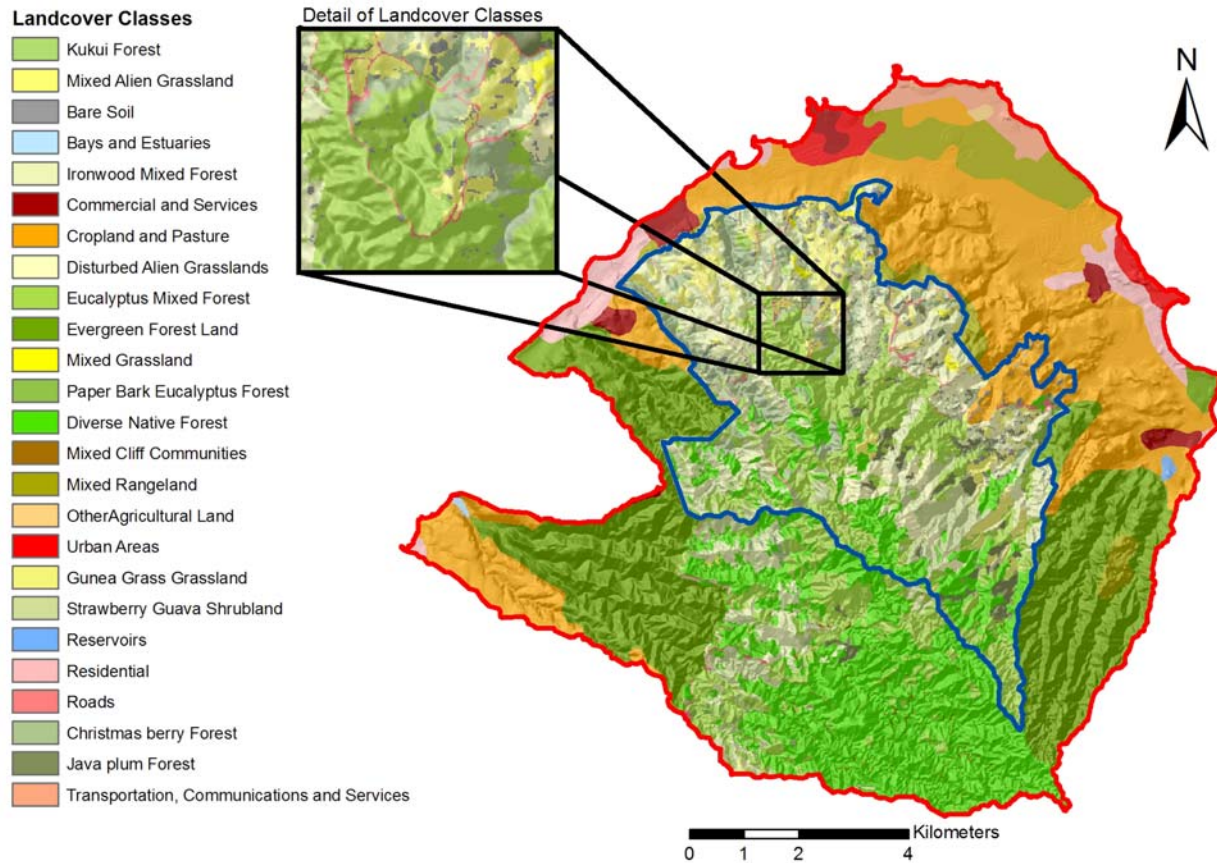 Landcover Classes
Kukui Forest
Mixed Alien Grassland
Bare Soil
Bays and Estuaries
Ironwood Mixed Forest
Commercial and Services
Cropland and Pasture
Disturbed Alien Grasslands
Eucalyptus Mixed Forest
Evergreen Forest Land
Mixed Grassland
Paper Bark Eucalyptus Forest
Diverse Native Forest
Mixed Cliff Communities
Mixed Rangeland
OtherAgricultural Land
Urban Areas
Gunea Grass Grassland
Strawberry Guava Shrubland
Reservoirs
Residential
Roads
Christmas berry Forest
Java plum Forest
Transportation, Communications and Services
Detail of Landcover Classes
N
Kilometers
0 1 2 4